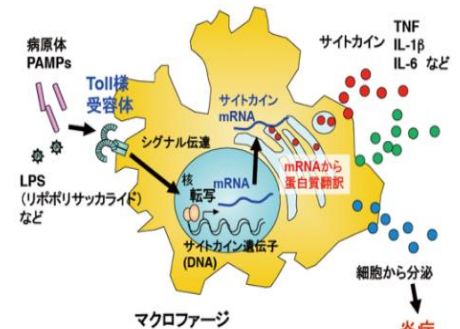 病原体
PAMPs
Toll様
受容体
LPS
(リポポリサッカライド)
など
シグナル伝達
核
転写
mRNA
サイトカイン遺伝子
(DNA)
サイトカイン
mRNA
mRNAから
蛋白質翻訳
サイトカイン
TNF
IL-1β
IL-6 など
細胞から分泌
マクロファージ